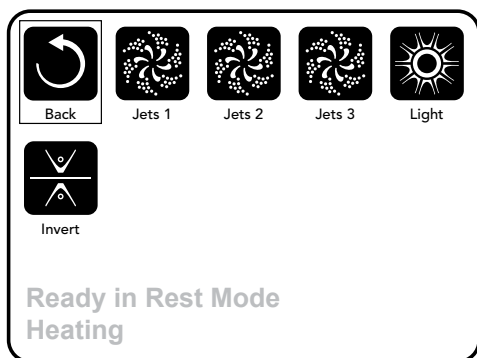 Back
Jets 1
Jets 2
Jets 3
Light
Invert
Ready in Rest Mode
Heating